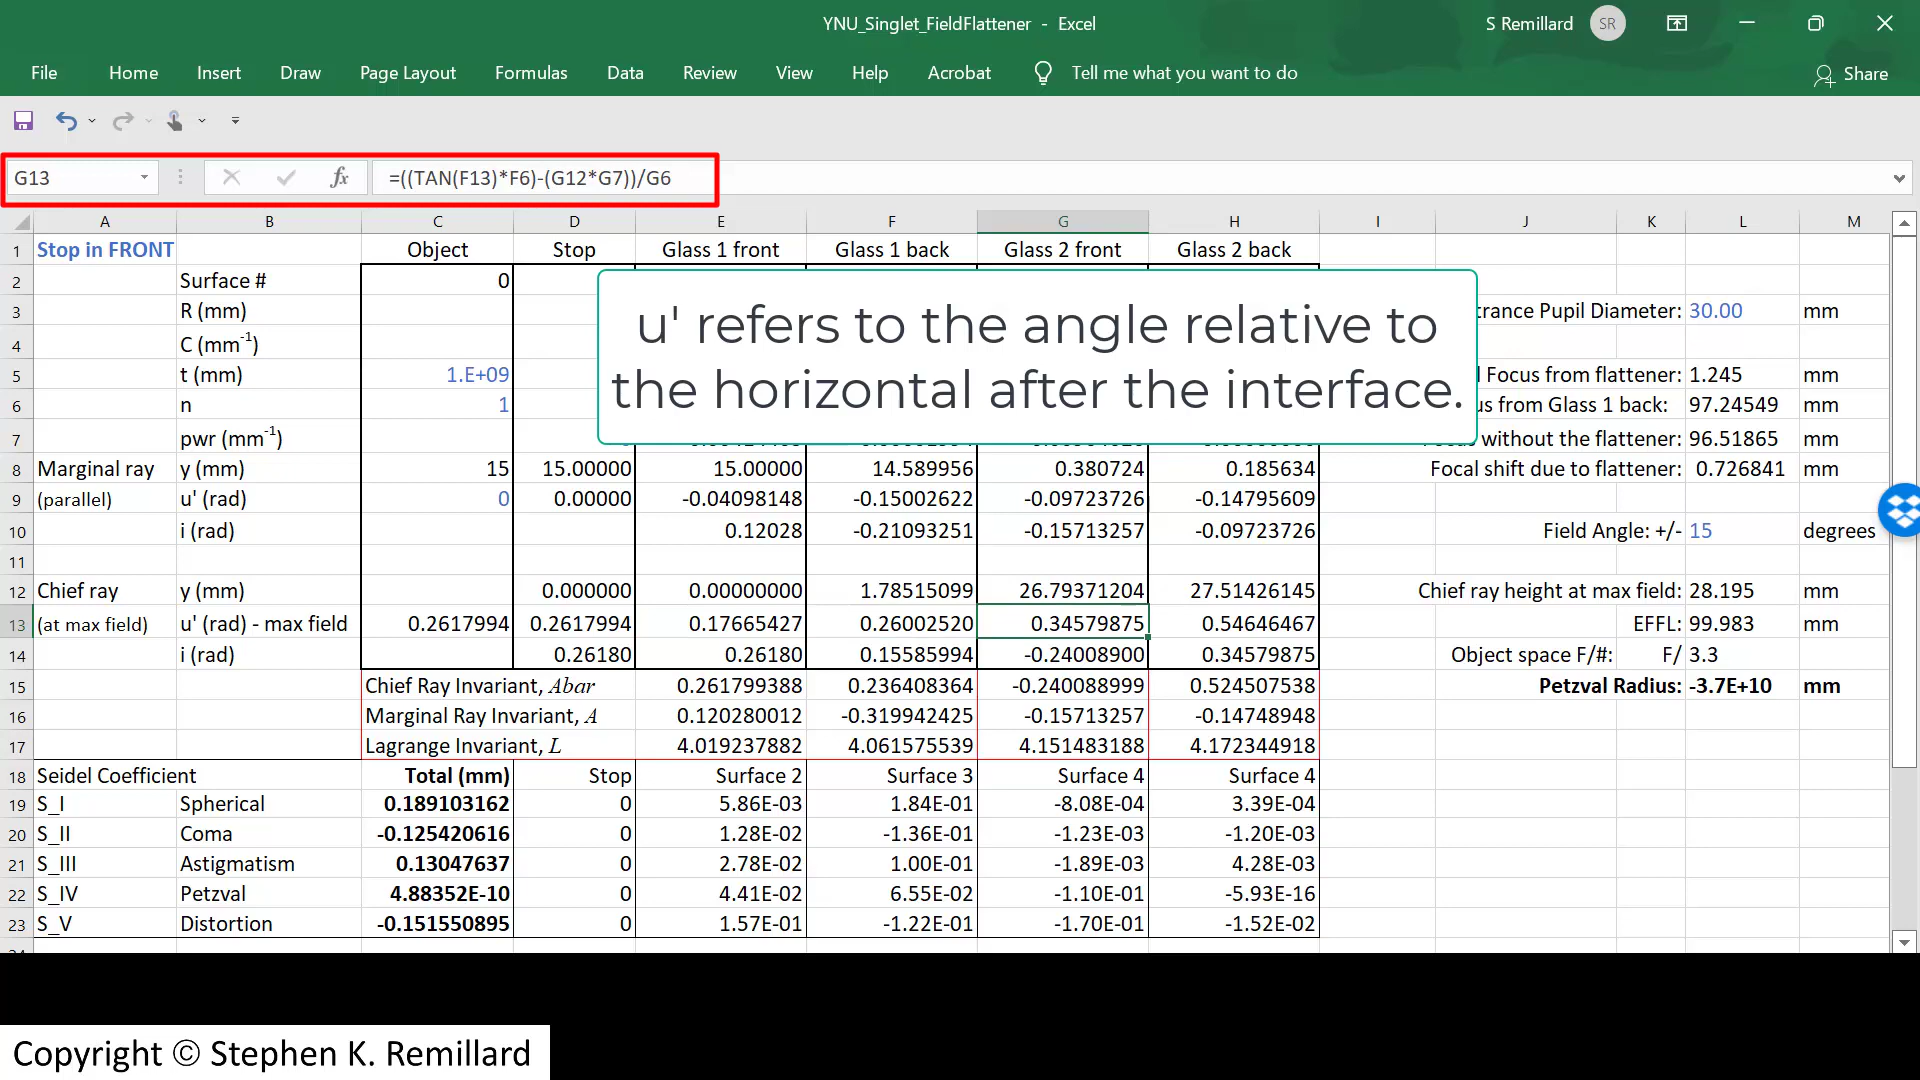 YNU_Singlet_FieldFlattener - Excel
S Remillard SR
File Home Insert Draw Page Layout Formulas Data Review View Help Acrobat Tell me what you want to do Share
G13 fx =((TAN(F13)*F6)-(G12*G7))/G6
A B C D E F G H I J K L M
1 Stop in FRONT Object Stop Glass 1 front Glass 1 back Glass 2 front Glass 2 back
2 Surface # 0
u' refers to the angle relative to
the horizontal after the interface.
3 R (mm) trance Pupil Diameter: 30.00 mm
4 C (mm-1)
5 t (mm) 1.E+09 Focus from flattener: 1.245 mm
6 n 1 from Glass 1 back: 97.24549 mm
7 pwr (mm-1) without the flattener: 96.51865 mm
8 Marginal ray y (mm) 15 15.00000 15.00000 14.589956 0.380724 0.185634 Focal shift due to flattener: 0.726841 mm
9 (parallel) u' (rad) 0 0.00000 -0.04098148 -0.15002622 -0.09723726 -0.14795609
10 i (rad) 0.12028 -0.21093251 -0.15713257 -0.09723726 Field Angle: +/- 15 degrees
11
12 Chief ray y (mm) 0.000000 0.00000000 1.78515099 26.79371204 27.51426145 Chief ray height at max field: 28.195 mm
13 (at max field) u' (rad) - max field 0.2617994 0.2617994 0.17665427 0.26002520 0.34579875 0.54646467 EFFL: 99.983 mm
14 i (rad) 0.26180 0.26180 0.15585994 -0.24008900 0.34579875 Object space F/#: F/ 3.3
15 Chief Ray Invariant, Abar 0.261799388 0.236408364 -0.240088999 0.524507538 Petzval Radius: -3.7E+10 mm
16 Marginal Ray Invariant, A 0.120280012 -0.319942425 -0.15713257 -0.14748948
17 Lagrange Invariant, L 4.019237882 4.061575539 4.151483188 4.172344918
18 Seidel Coefficient Total (mm) Stop Surface 2 Surface 3 Surface 4 Surface 4
19 S_I Spherical 0.189103162 0 5.86E-03 1.84E-01 -8.08E-04 3.39E-04
20 S_II Coma -0.125420616 0 1.28E-02 -1.36E-01 -1.23E-03 -1.20E-03
21 S_III Astigmatism 0.13047637 0 2.78E-02 1.00E-01 -1.89E-03 4.28E-03
22 S_IV Petzval 4.88352E-10 0 4.41E-02 6.55E-02 -1.10E-01 -5.93E-16
23 S_V Distortion -0.151550895 0 1.57E-01 -1.22E-01 -1.70E-01 -1.52E-02
Copyright © Stephen K. Remillard